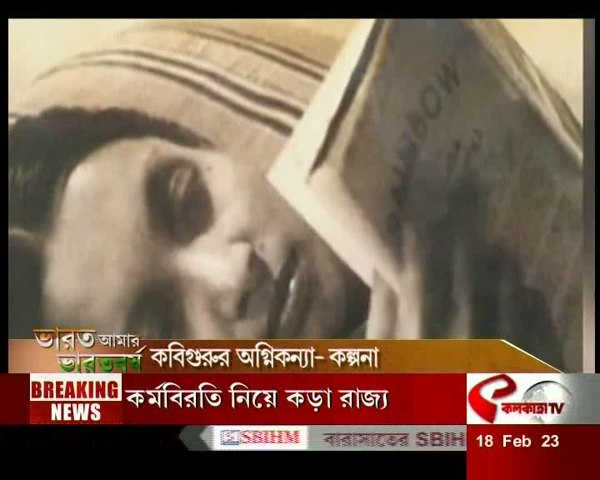 RAINBOW
ভারত আমার
ভারতবর্ষ
কবিগুরুর অগ্নিকন্যা- কল্পনা
BREAKING
NEWS
কর্মবিরতি নিয়ে কড়া রাজ্য
কলকাতা TV
SBIHM
বারাসাতের SBIH
18 Feb 23